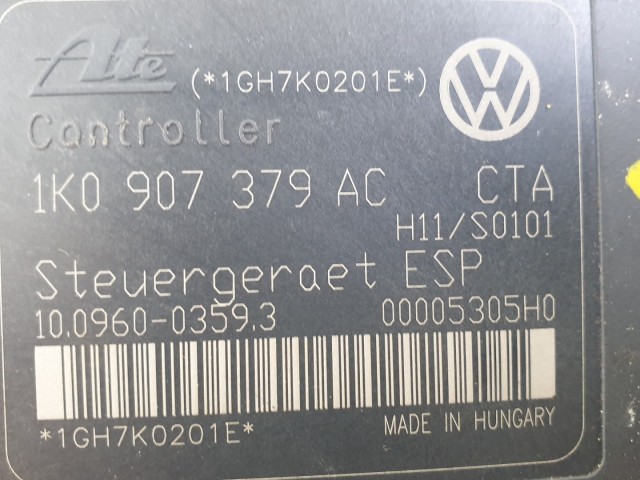 Ate (*1GH7K0201E*)
Controller
1K0 907 379 AC CTA
H11/S0101
Steuergeraet ESP
10.0960-0359.3 00005305H0
*1GH7K0201E* MADE IN HUNGARY